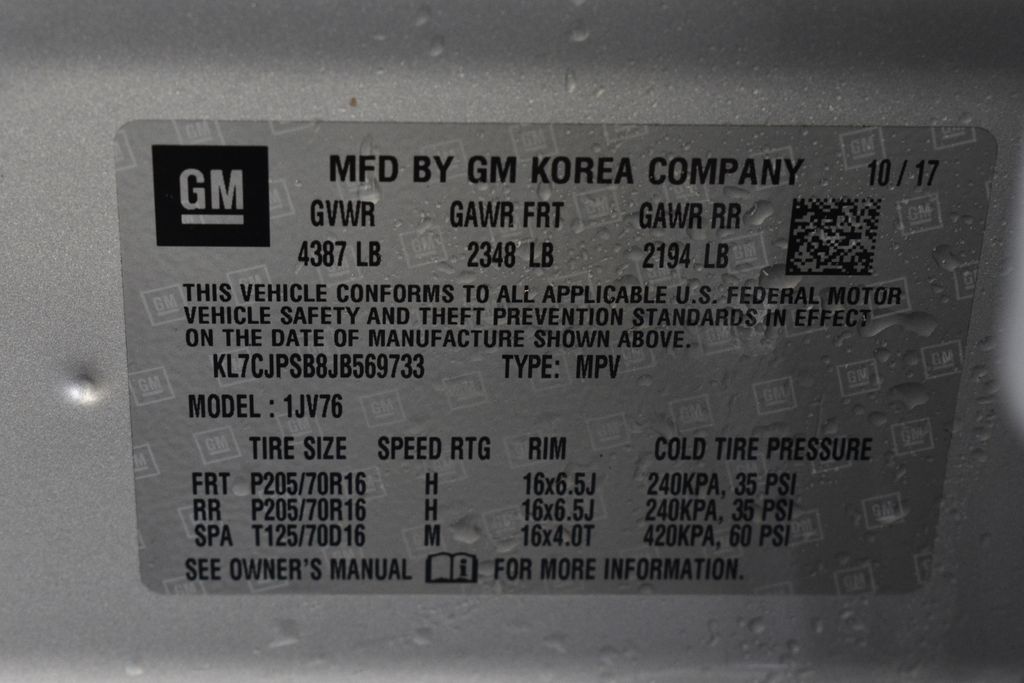 GM MFD BY GM KOREA COMPANY 10 / 17
GVWR GAWR FRT GAWR RR
4387 LB 2348 LB 2194 LB
THIS VEHICLE CONFORMS TO ALL APPLICABLE U.S. FEDERAL MOTOR
VEHICLE SAFETY AND THEFT PREVENTION STANDARDS IN EFFECT
ON THE DATE OF MANUFACTURE SHOWN ABOVE.
KL7CJPSB8JB569733 TYPE: MPV
MODEL : 1JV76
TIRE SIZE SPEED RTG RIM COLD TIRE PRESSURE
FRT P205/70R16 H 16x6.5J 240KPA, 35 PSI
RR P205/70R16 H 16x6.5J 240KPA, 35 PSI
SPA T125/70D16 M 16x4.0T 420KPA, 60 PSI
SEE OWNER'S MANUAL i FOR MORE INFORMATION.